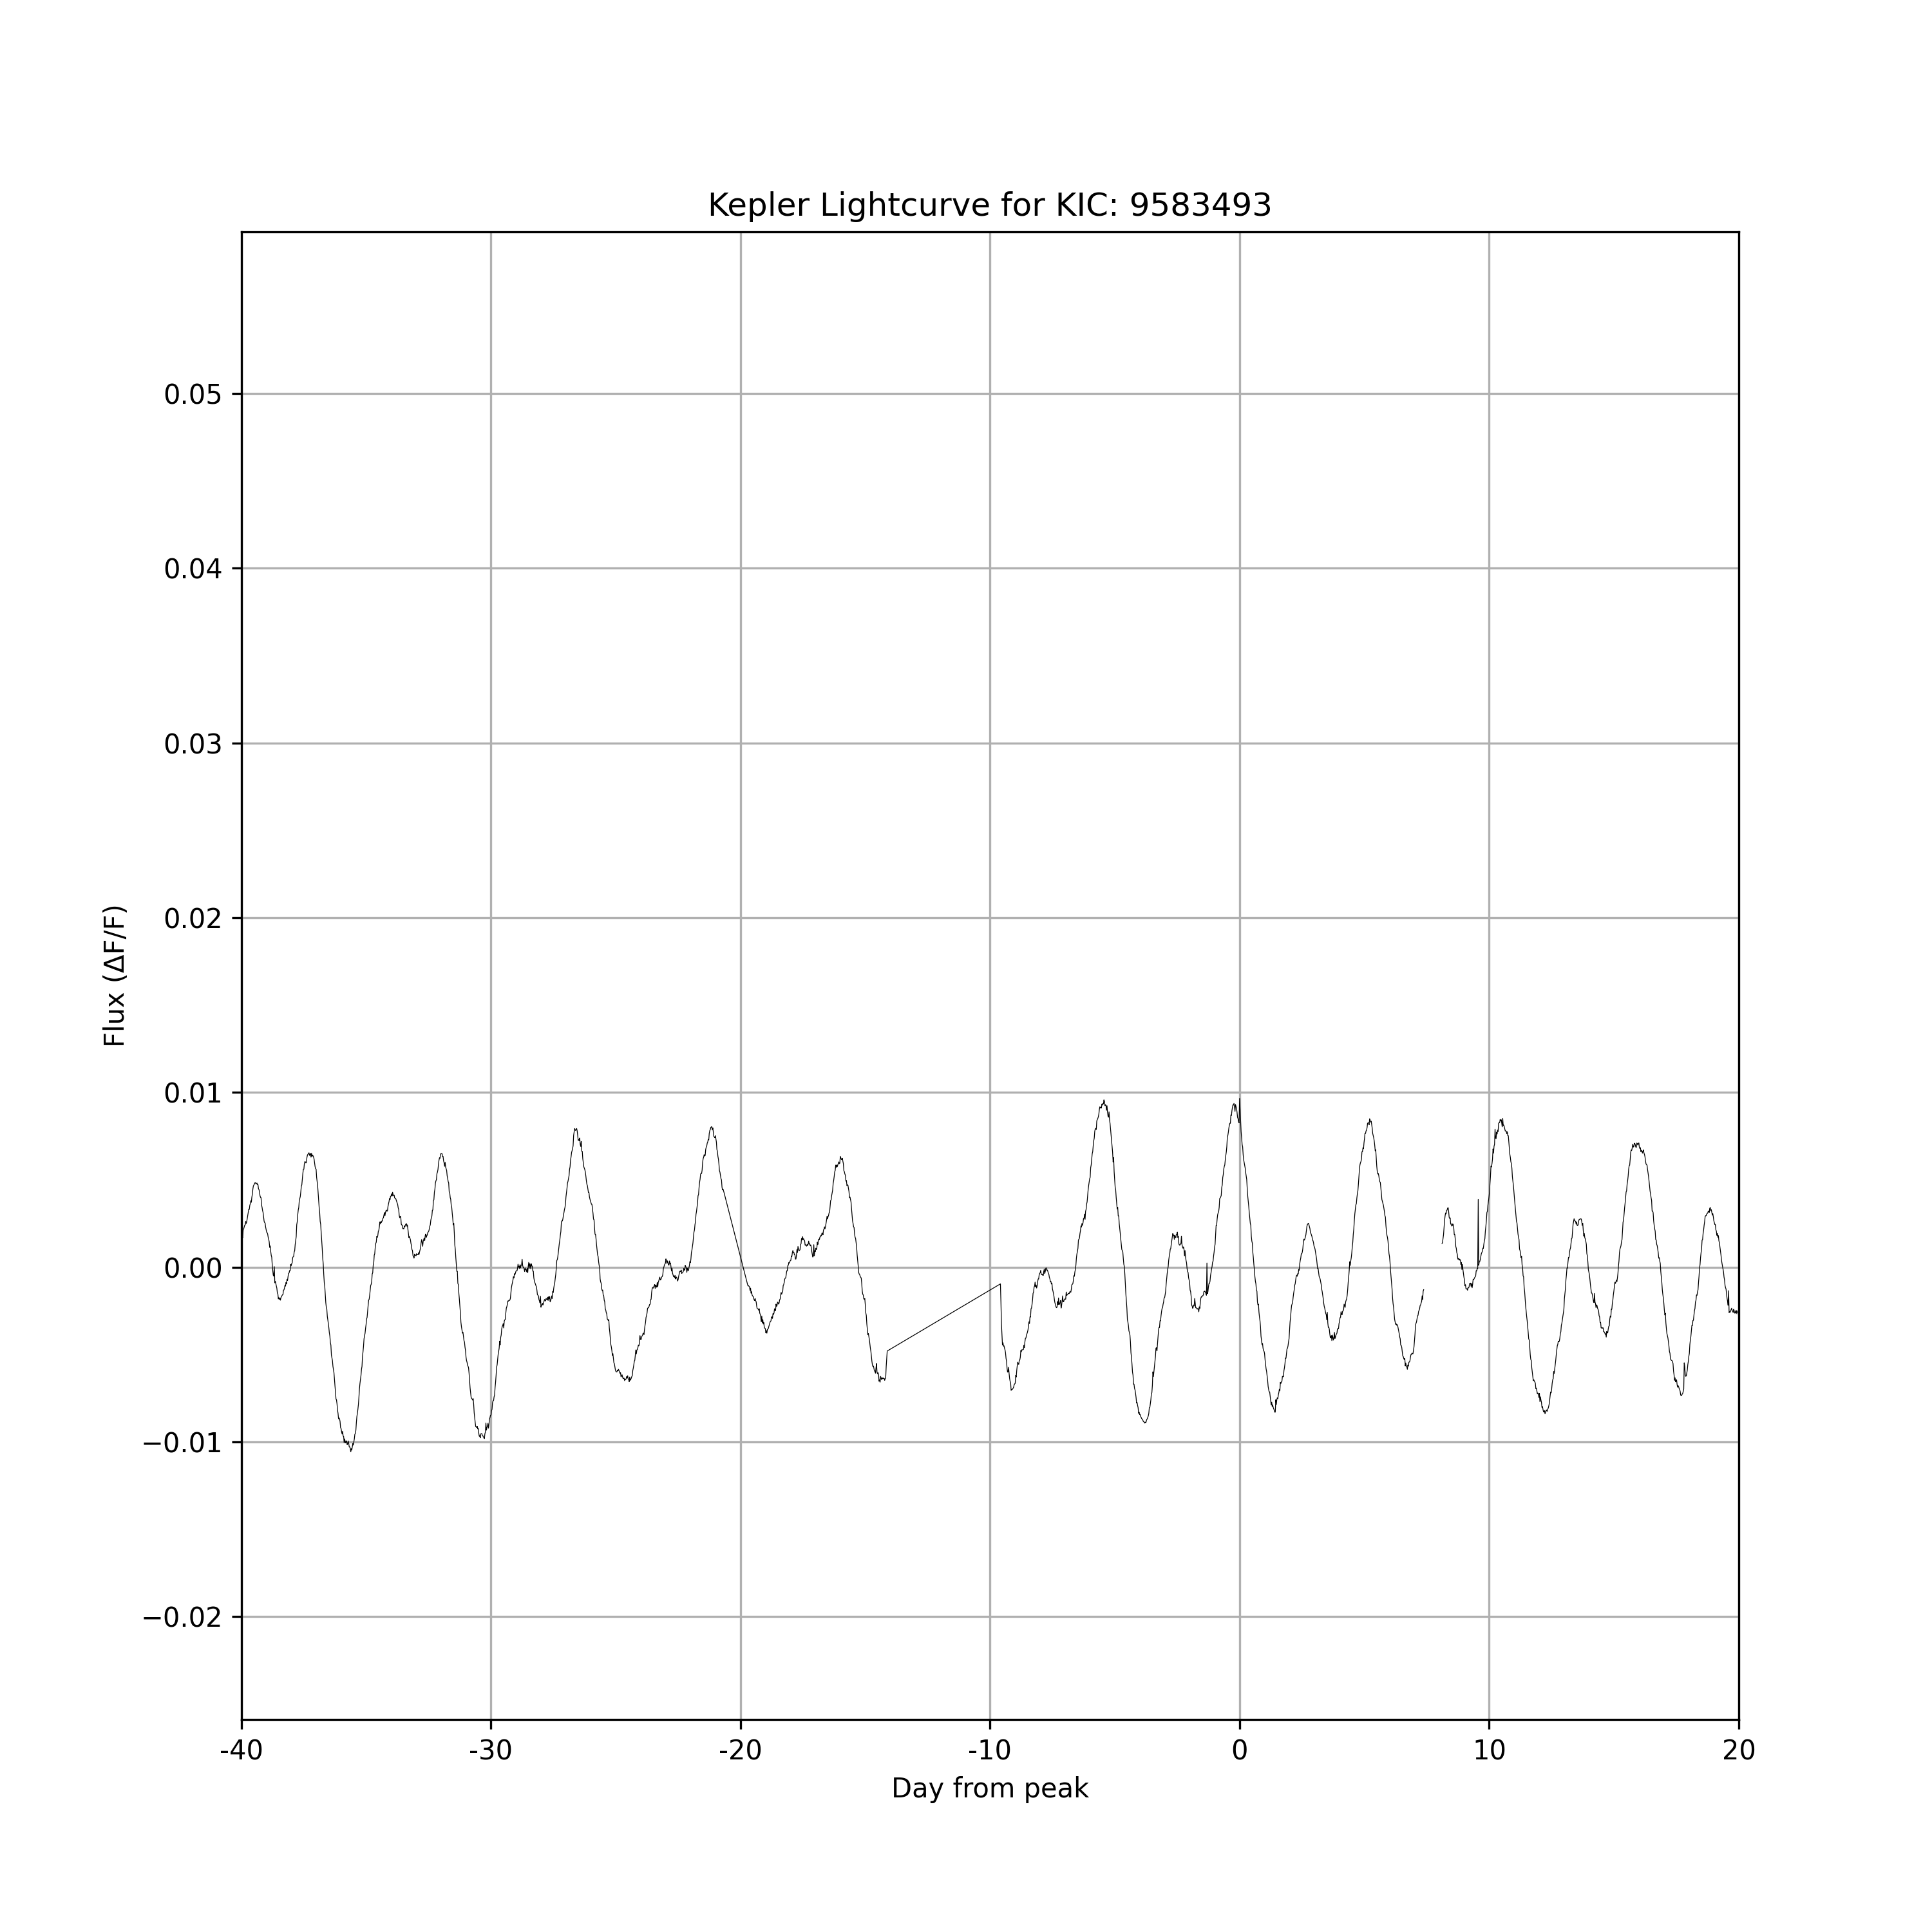 Kepler Lightcurve for KIC: 9583493
0.05
0.04
0.03
0.02
0.01
0.00
−0.01
−0.02
Flux (ΔF/F)
-40 -30 -20 -10 0 10 20
Day from peak